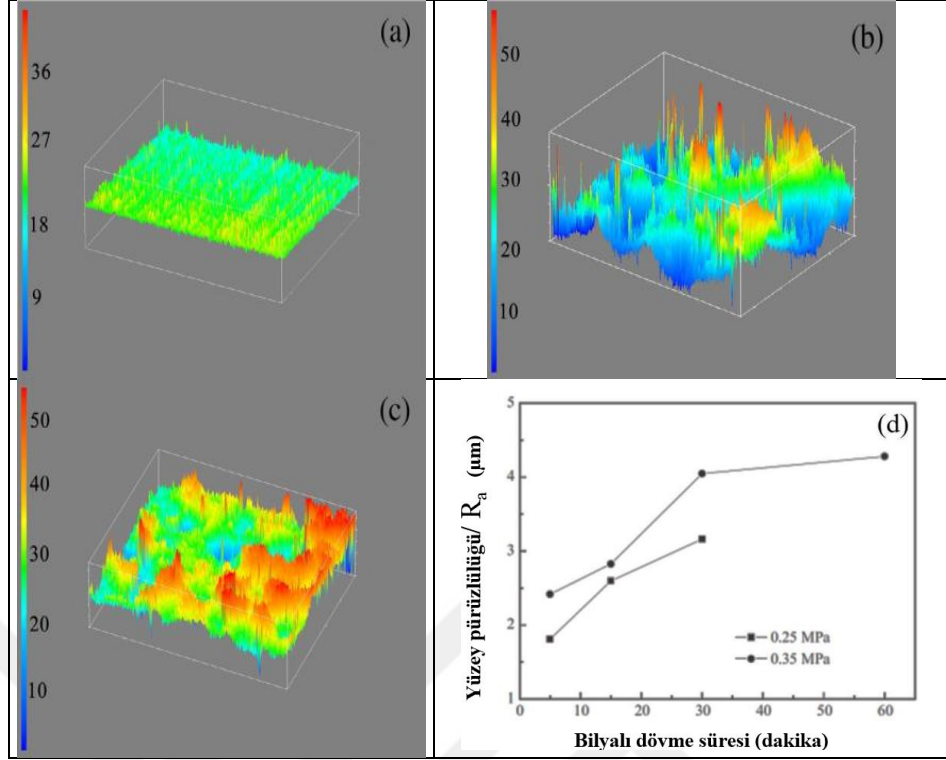 (a)
36
27
18
9
(b)
50
40
30
20
10
(c)
50
40
30
20
10
(d)
Yüzey pürüzlülüğü/ Ra (µm)
5
4
3
2
1
0 10 20 30 40 50 60
0.25 MPa
0.35 MPa
Bilyalı dövme süresi (dakika)